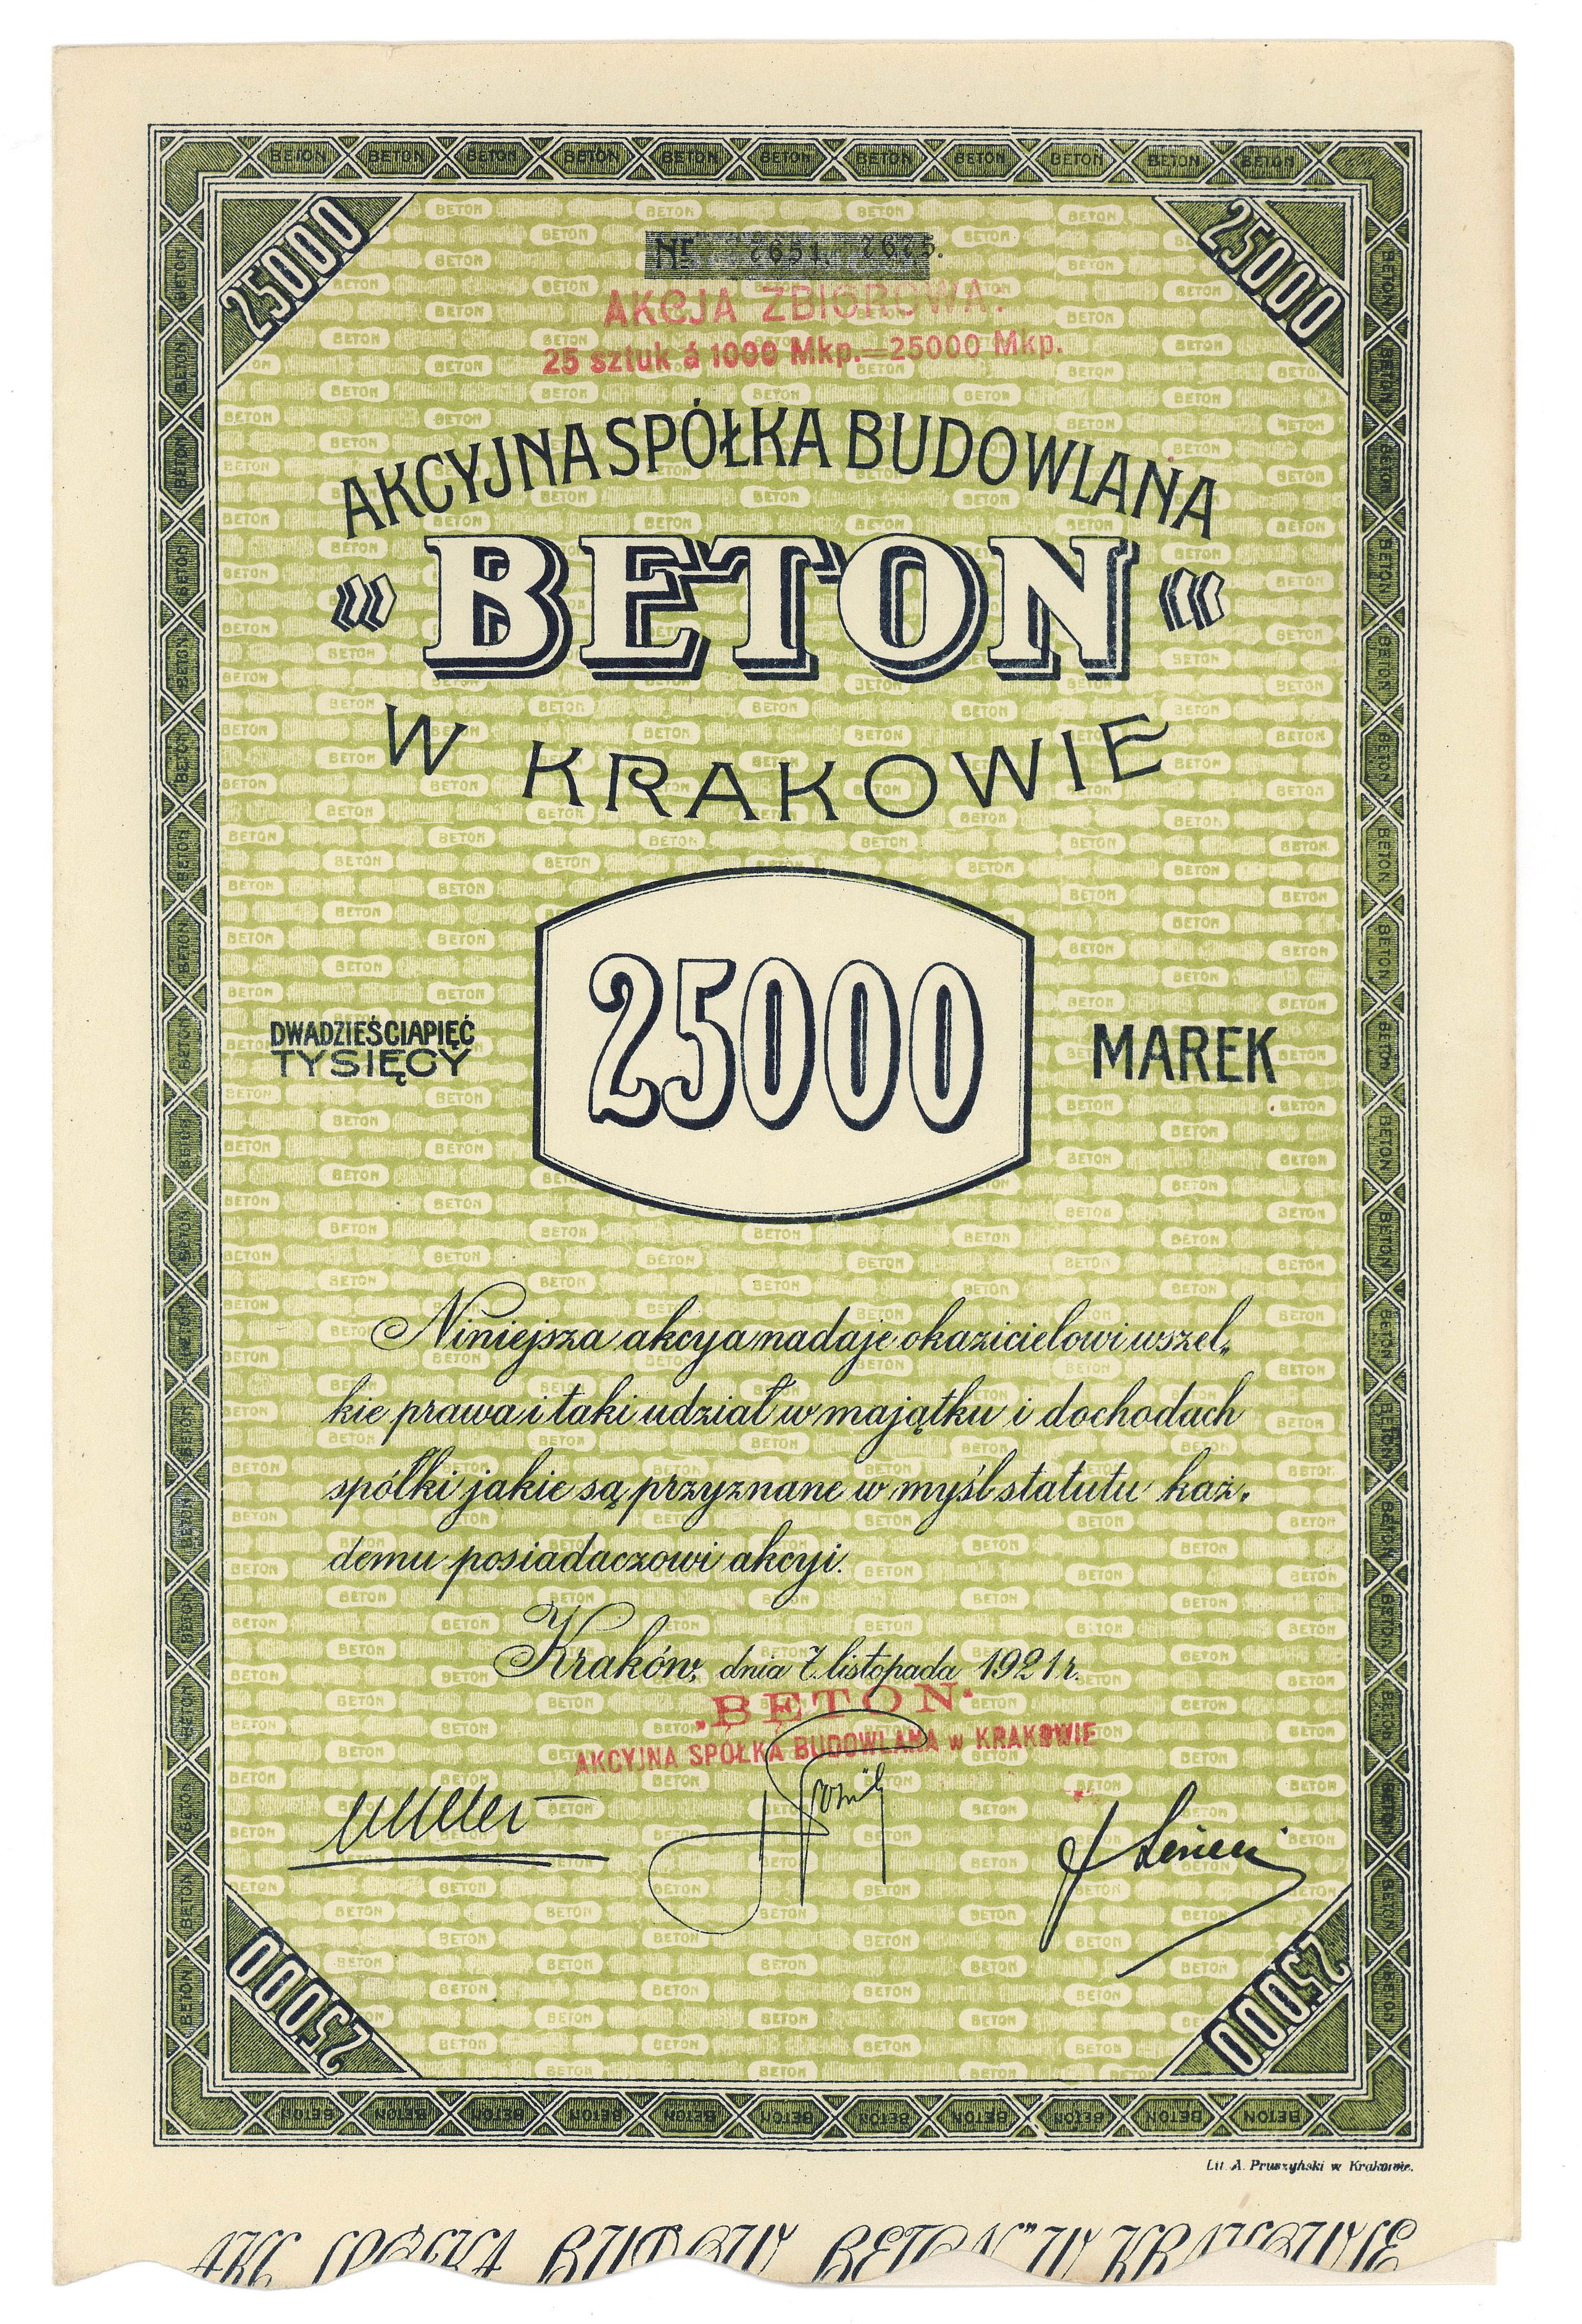 25000
25000
Nr. 2651. 2675.
AKCJA ZBIOROWA.
25 sztuk á 1000 Mkp.=25000 Mkp.
AKCYJNA SPÓŁKA BUDOWLANA
»BETON«
W KRAKOWIE
DWADZIEŚCIAPIĘĆ
TYSIĘCY
25000
MAREK
Niniejsza akcya nadaje okazicielowi wszel„
kie prawa i taki udział w majątku i dochodach
spółki jakie są przyznane w myśl statutu każ„
demu posiadaczowi akcyi.
Kraków, dnia 7. listopada 1921 r.
„BETON“
AKCYJNA SPÓŁKA BUDOWLANA w KRAKOWIE
25000
25000
Lit. A. Pruszyński w Krakowie.
AKC. SPÓŁKA BUDOW. „BETON” W KRAKOWIE